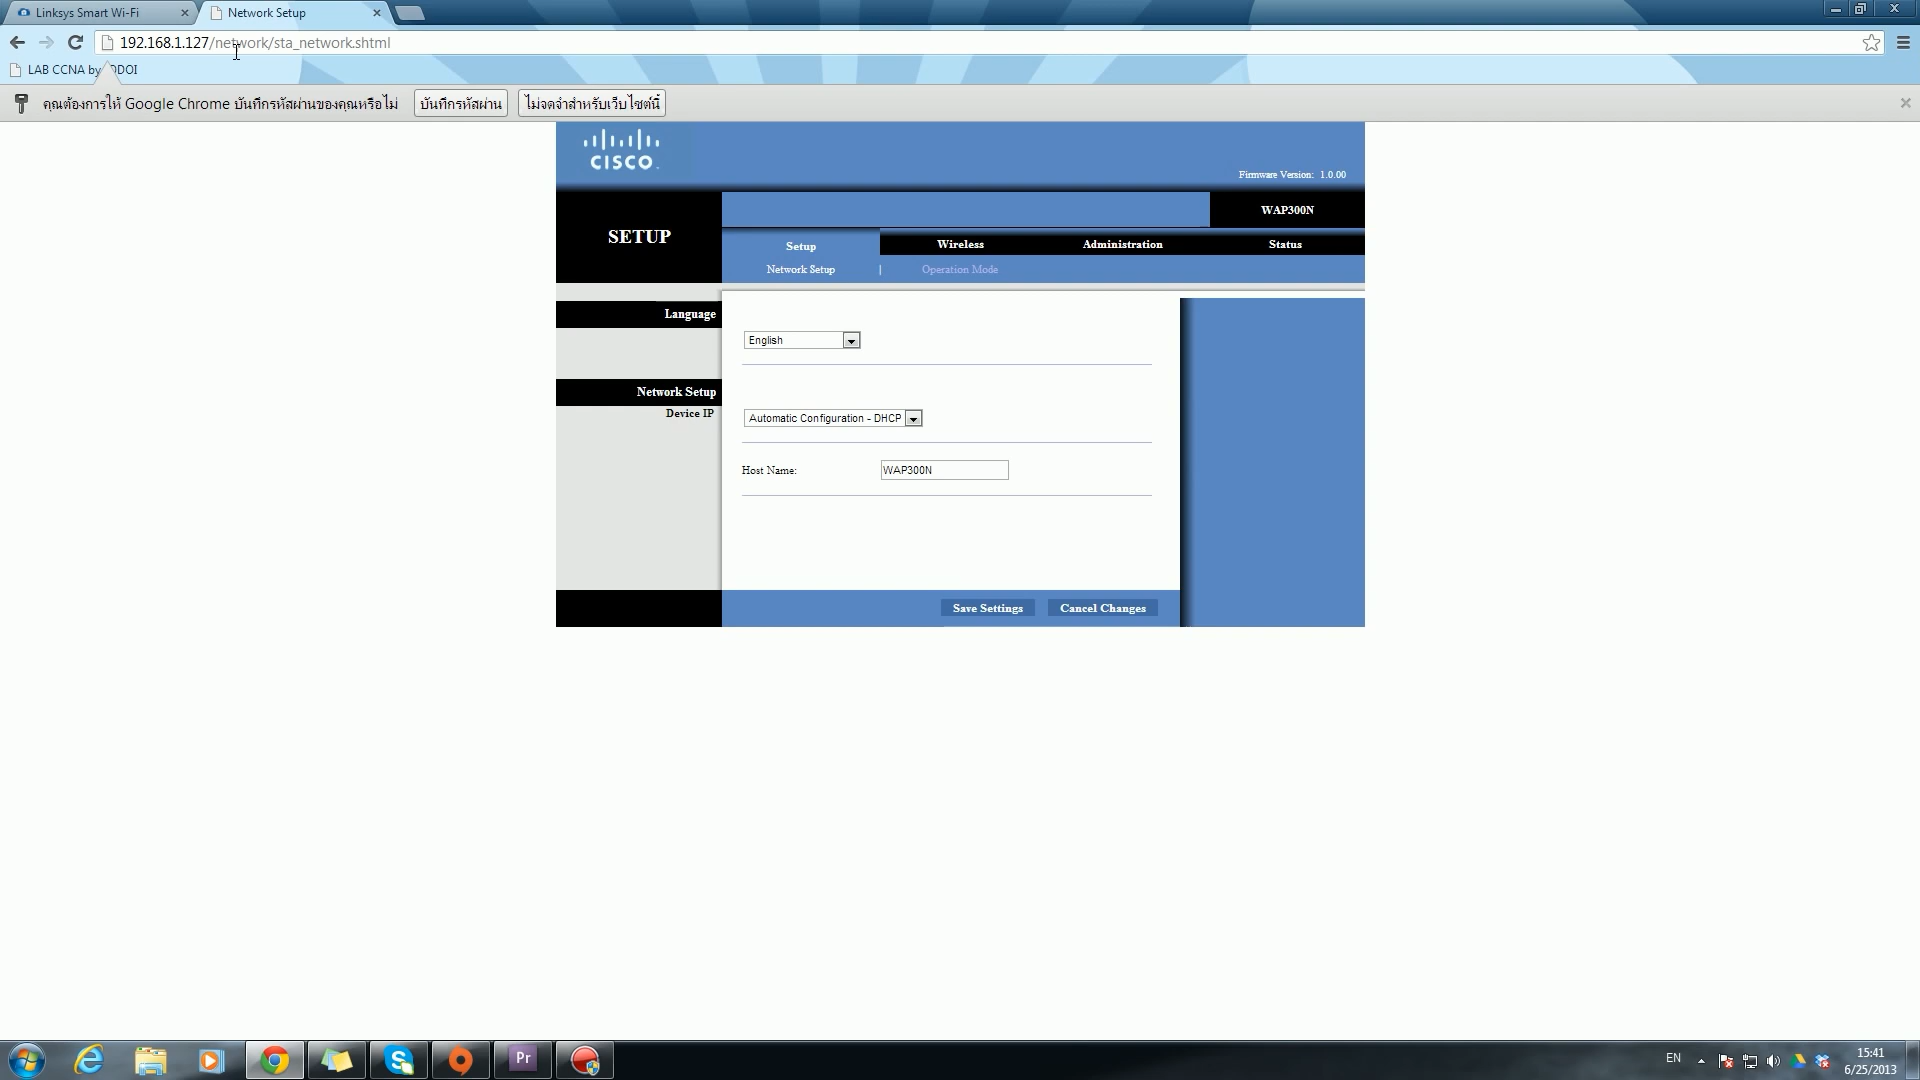 Linksys Smart Wi-Fi
Network Setup
192.168.1.127/network/sta_network.shtml
LAB CCNA by
DOI
คุณต้องการให้ Google Chrome บันทึกรหัสผ่านของคุณหรือไม่
บันทึกรหัสผ่าน
ไม่จดจำสำหรับเว็บไซต์นี้
CISCO
Firmware Version: 1.0.00
SETUP
WAP300N
Setup
Wireless
Administration
Status
Network Setup
|
Operation Mode
Language
English
Network Setup
Device IP
Automatic Configuration - DHCP
Host Name:
WAP300N
Save Settings
Cancel Changes
Pr
EN
15:41
6/25/2013